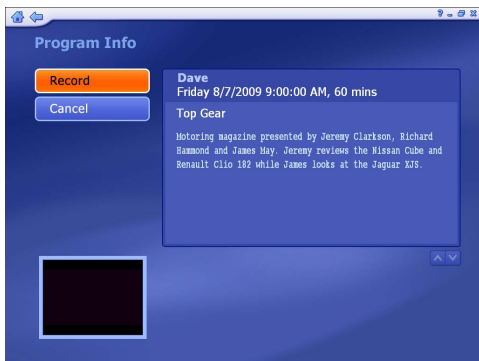 Program Info
Record
Cancel
Dave
Friday 8/7/2009 9:00:00 AM, 60 mins
Top Gear
Motoring magazine presented by Jeremy Clarkson, Richard
Hammond and James May. Jeremy reviews the Nissan Cube and
Renault Clio 182 while James looks at the Jaguar XJS.